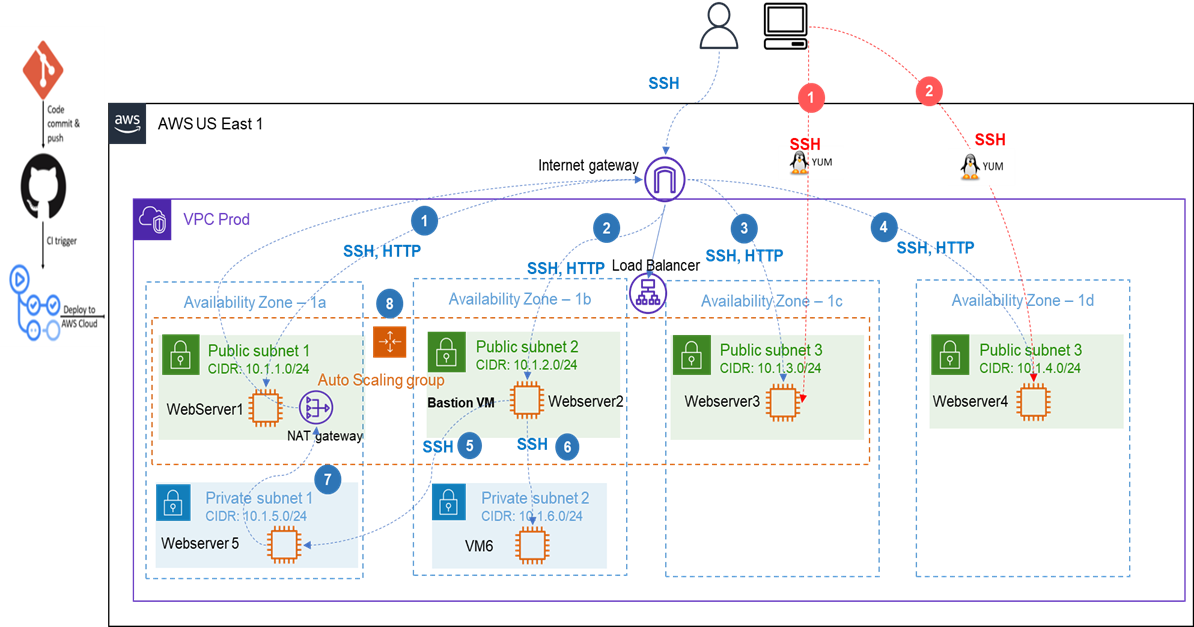 SSH
1
2
Code
commit &
push
aws
AWS US East 1
SSH
YUM
SSH
YUM
Internet gateway
CI trigger
VPC Prod
1
2
3
4
SSH, HTTP
SSH, HTTP
SSH, HTTP
SSH, HTTP
Load Balancer
Availability Zone – 1a
8
Availability Zone – 1b
Availability Zone – 1c
Availability Zone – 1d
Deploy to
AWS Cloud
Public subnet 1
CIDR: 10.1.1.0/24
Public subnet 2
CIDR: 10.1.2.0/24
Public subnet 3
CIDR: 10.1.3.0/24
Public subnet 3
CIDR: 10.1.4.0/24
Auto Scaling group
WebServer1
Bastion VM
Webserver2
Webserver3
Webserver4
NAT gateway
SSH
5
SSH
6
7
Private subnet 1
CIDR: 10.1.5.0/24
Private subnet 2
CIDR: 10.1.6.0/24
Webserver 5
VM6